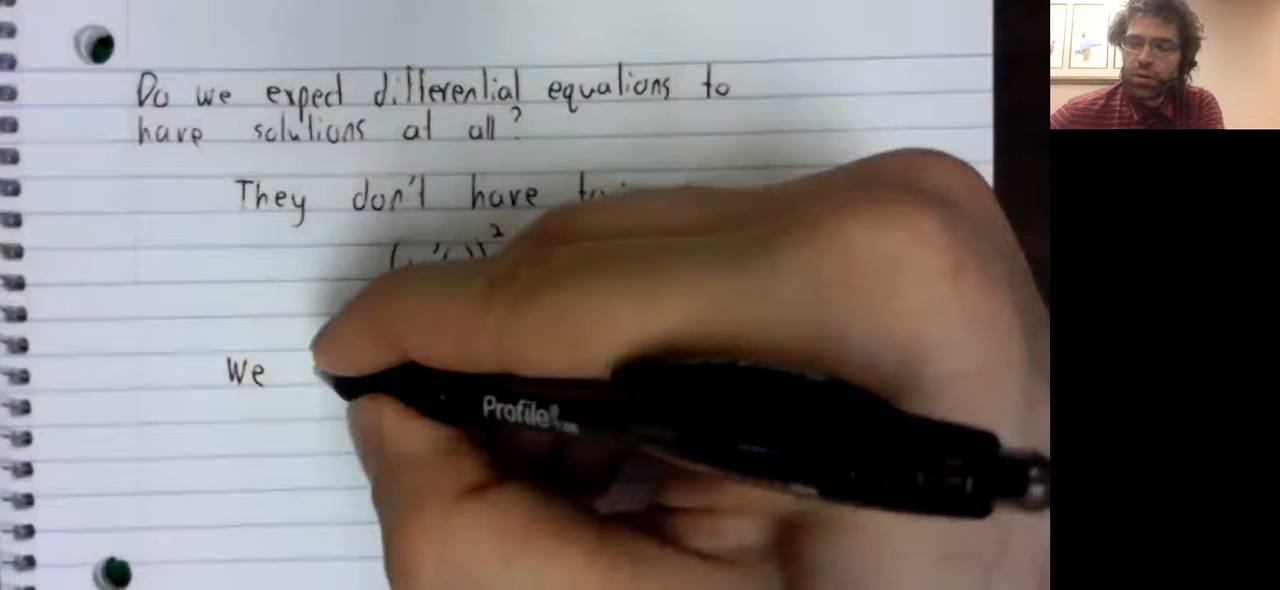 Do we expect differential equations to
have solutions at all?
They don't have
We
Profile